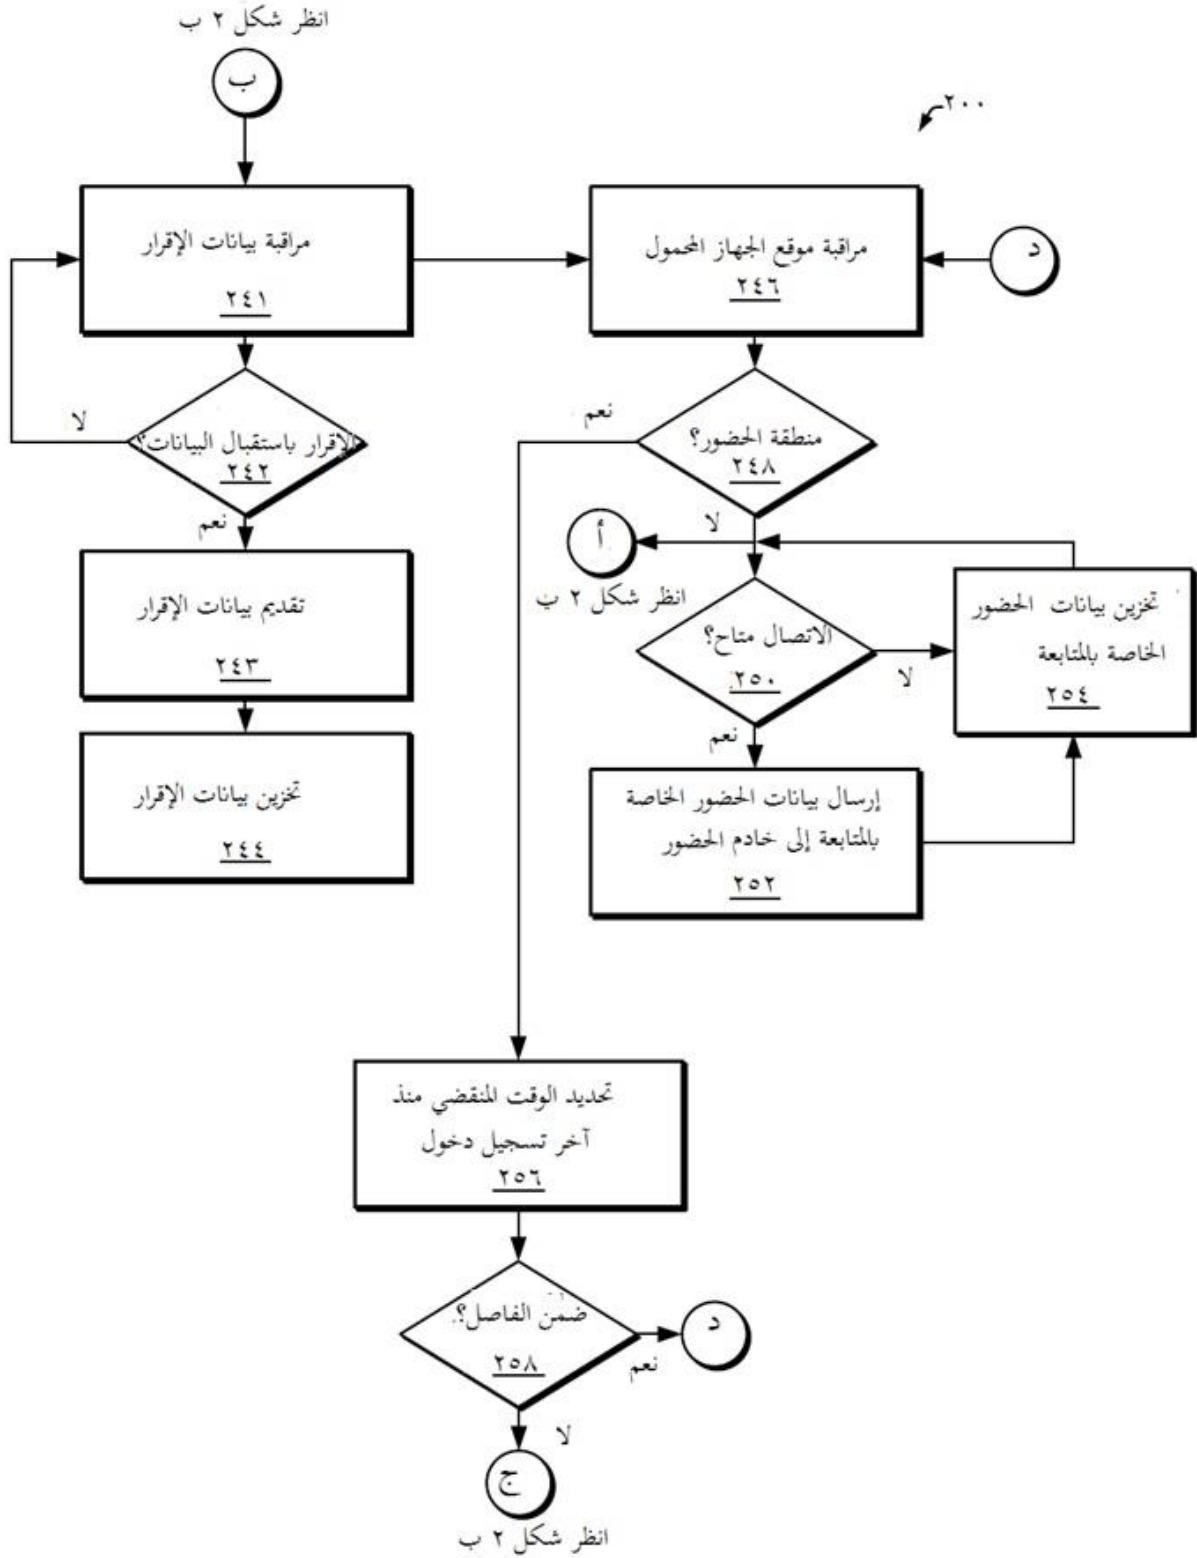 انظر شكل ٢ ب
ب
٢٠٠
مراقبة بيانات الإقرار
٢٤١
مراقبة موقع الجهاز المحمول
٢٤٦
د
لا
الإقرار باستقبال البيانات؟
٢٤٢
نعم
نعم
منطقة الحضور؟
٢٤٨
لا
أ
انظر شكل ٢ ب
تقديم بيانات الإقرار
٢٤٣
الاتصال متاح؟
٢٥٠
لا
نعم
تخزين بيانات الحضور
الخاصة بالمتابعة
٢٥٤
تخزين بيانات الإقرار
٢٤٤
إرسال بيانات الحضور الخاصة
بالمتابعة إلى خادم الحضور
٢٥٢
تحديد الوقت المنقضي منذ
آخر تسجيل دخول
٢٥٦
ضمن الفاصل؟
٢٥٨
نعم
د
لا
ج
انظر شكل ٢ ب